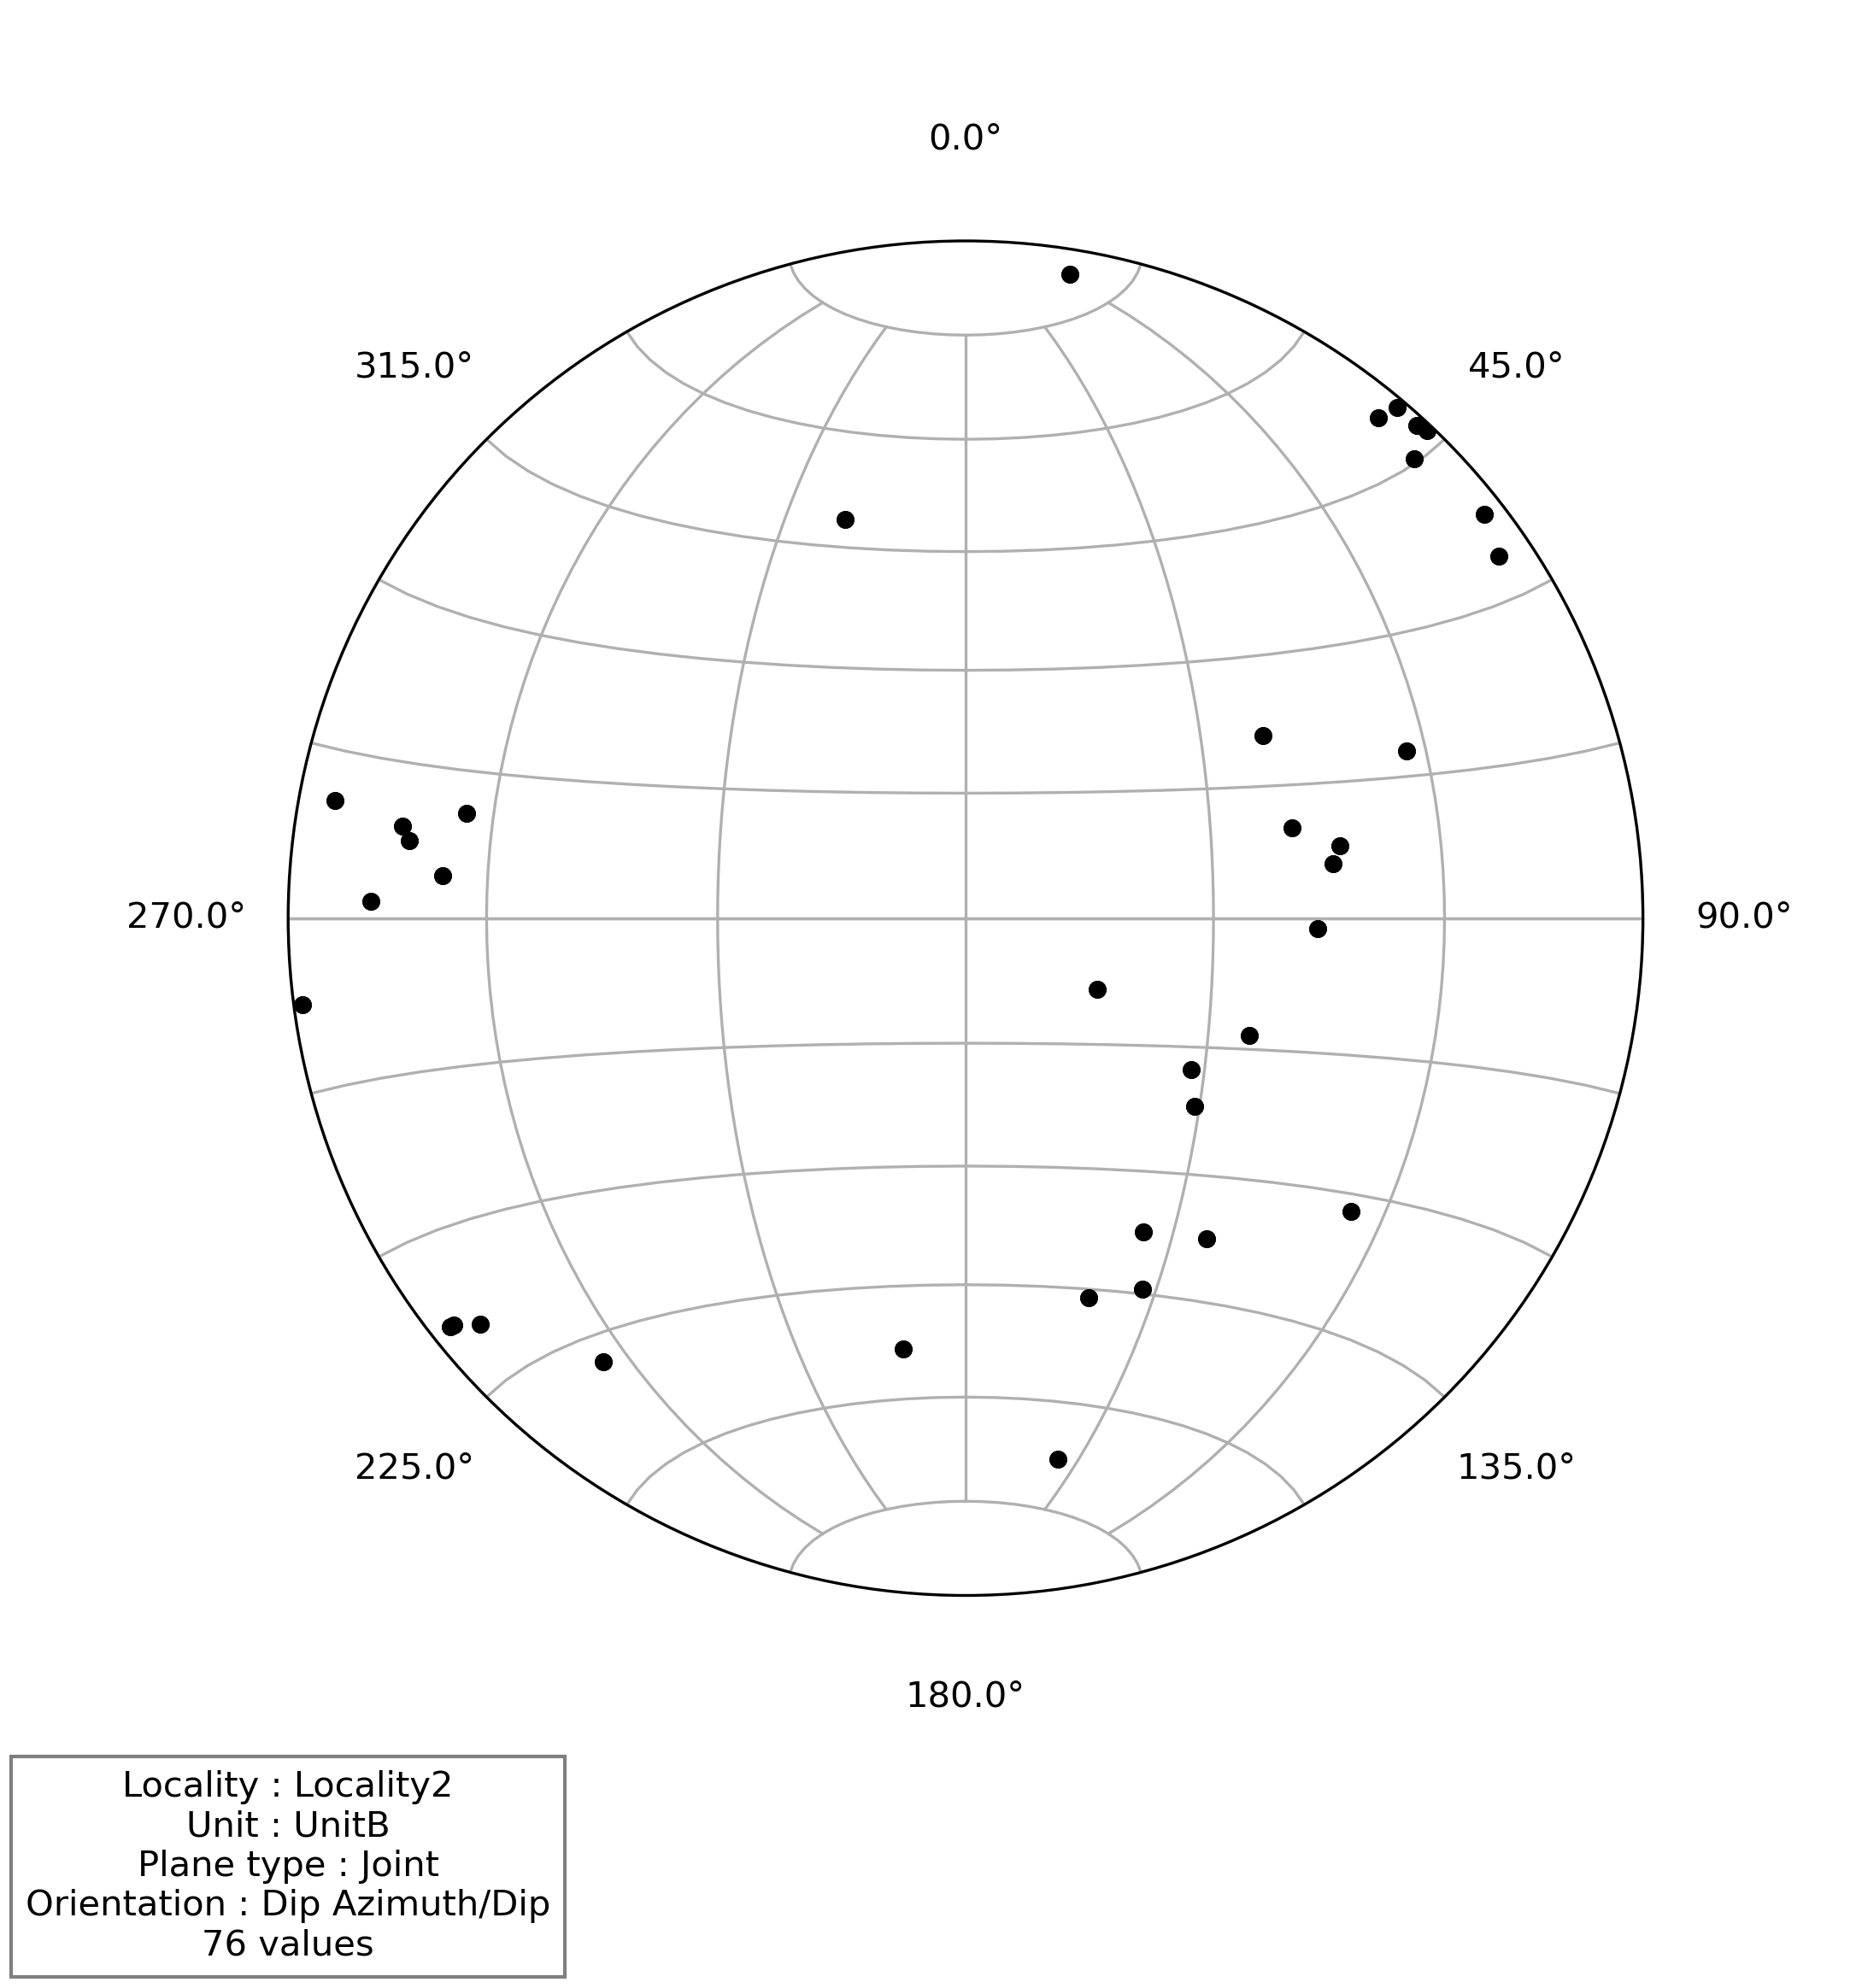 0.0°
315.0°
45.0°
270.0°
90.0°
225.0°
135.0°
180.0°
Locality : Locality2
Unit : UnitB
Plane type : Joint
Orientation : Dip Azimuth/Dip
76 values